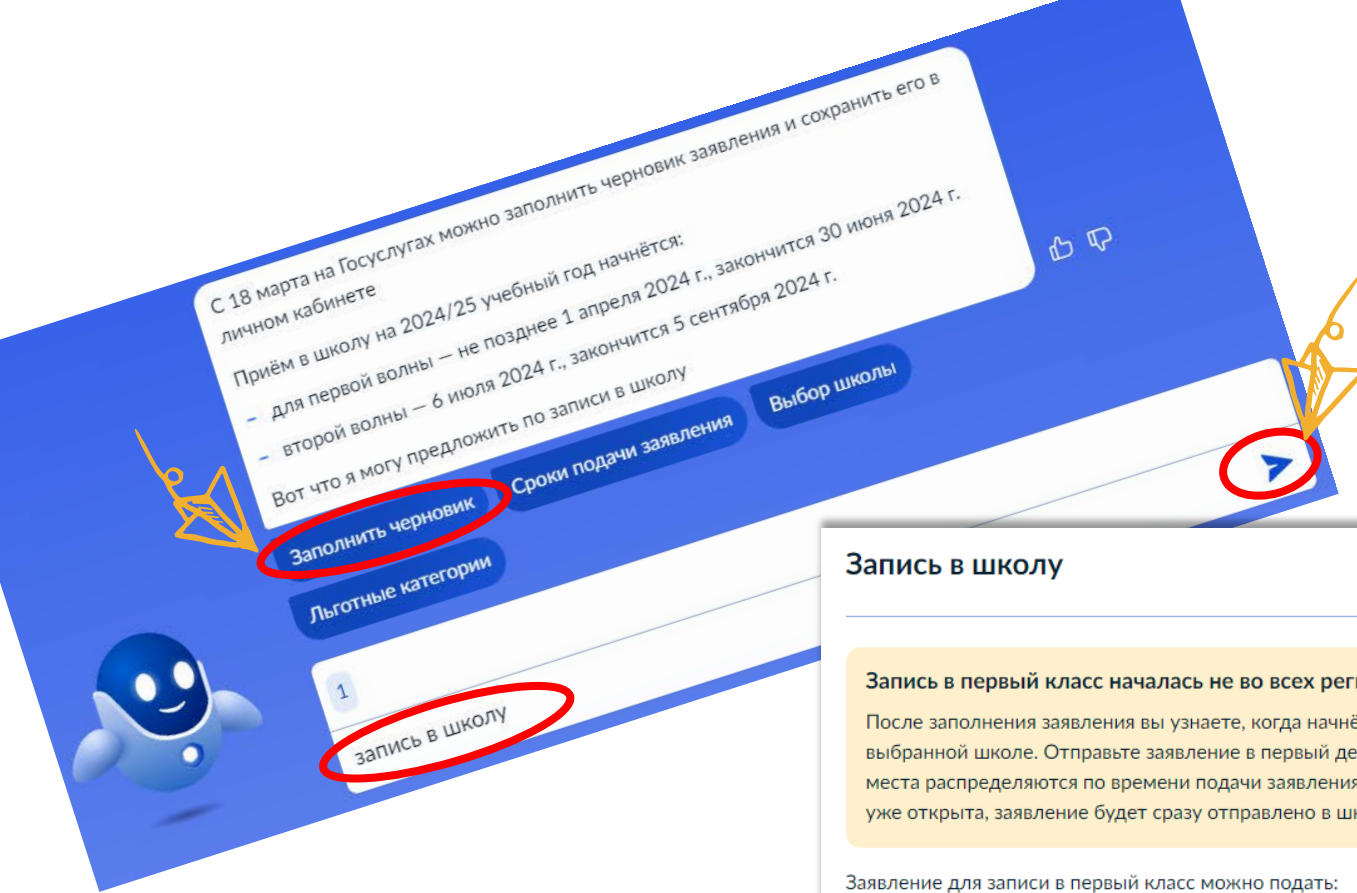 С 18 марта на Госуслугах можно заполнить черновик заявления и сохранить его в
личном кабинете
Приём в школу на 2024/25 учебный год начнётся:
– для первой волны — не позднее 1 апреля 2024 г., закончится 30 июня 2024 г.
– второй волны — 6 июля 2024 г., закончится 5 сентября 2024 г.
Вот что я могу предложить по записи в школу
Заполнить черновик Сроки подачи заявления Выбор школы
Льготные категории
1
запись в школу
Запись в школу
Запись в первый класс началась не во всех
После заполнения заявления вы узнаете, когда
выбранной школе. Отправьте заявление в первый
места распределяются по времени подачи заявления
уже открыта, заявление будет сразу отправлено в
Заявление для записи в первый класс можно подать: